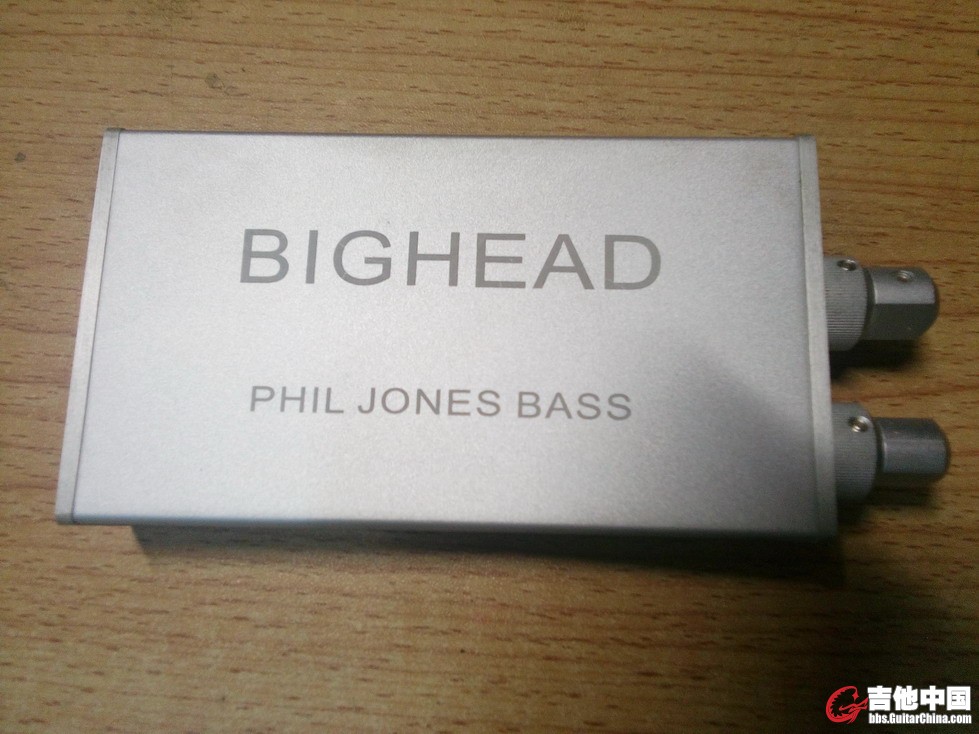 BIGHEAD
PHIL JONES BASS
吉他中国
bbs.GuitarChina.com